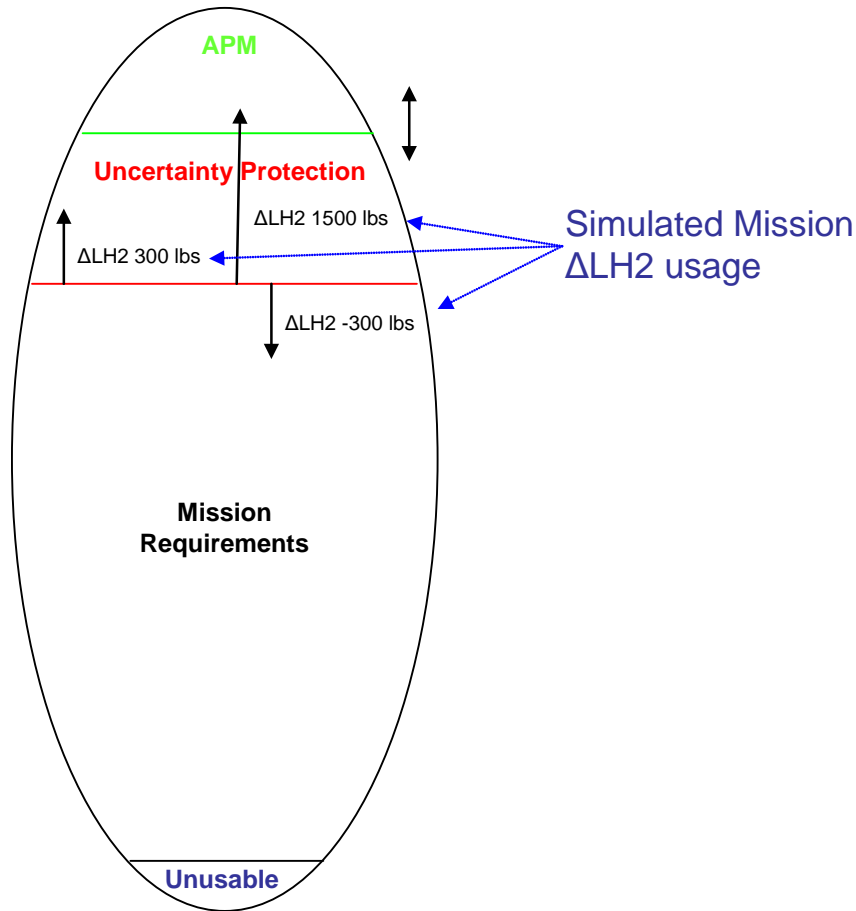 APM
Uncertainty Protection
ΔLH2 1500 lbs
Simulated Mission
ΔLH2 usage
ΔLH2 300 lbs
ΔLH2 -300 lbs
Mission
Requirements
Unusable